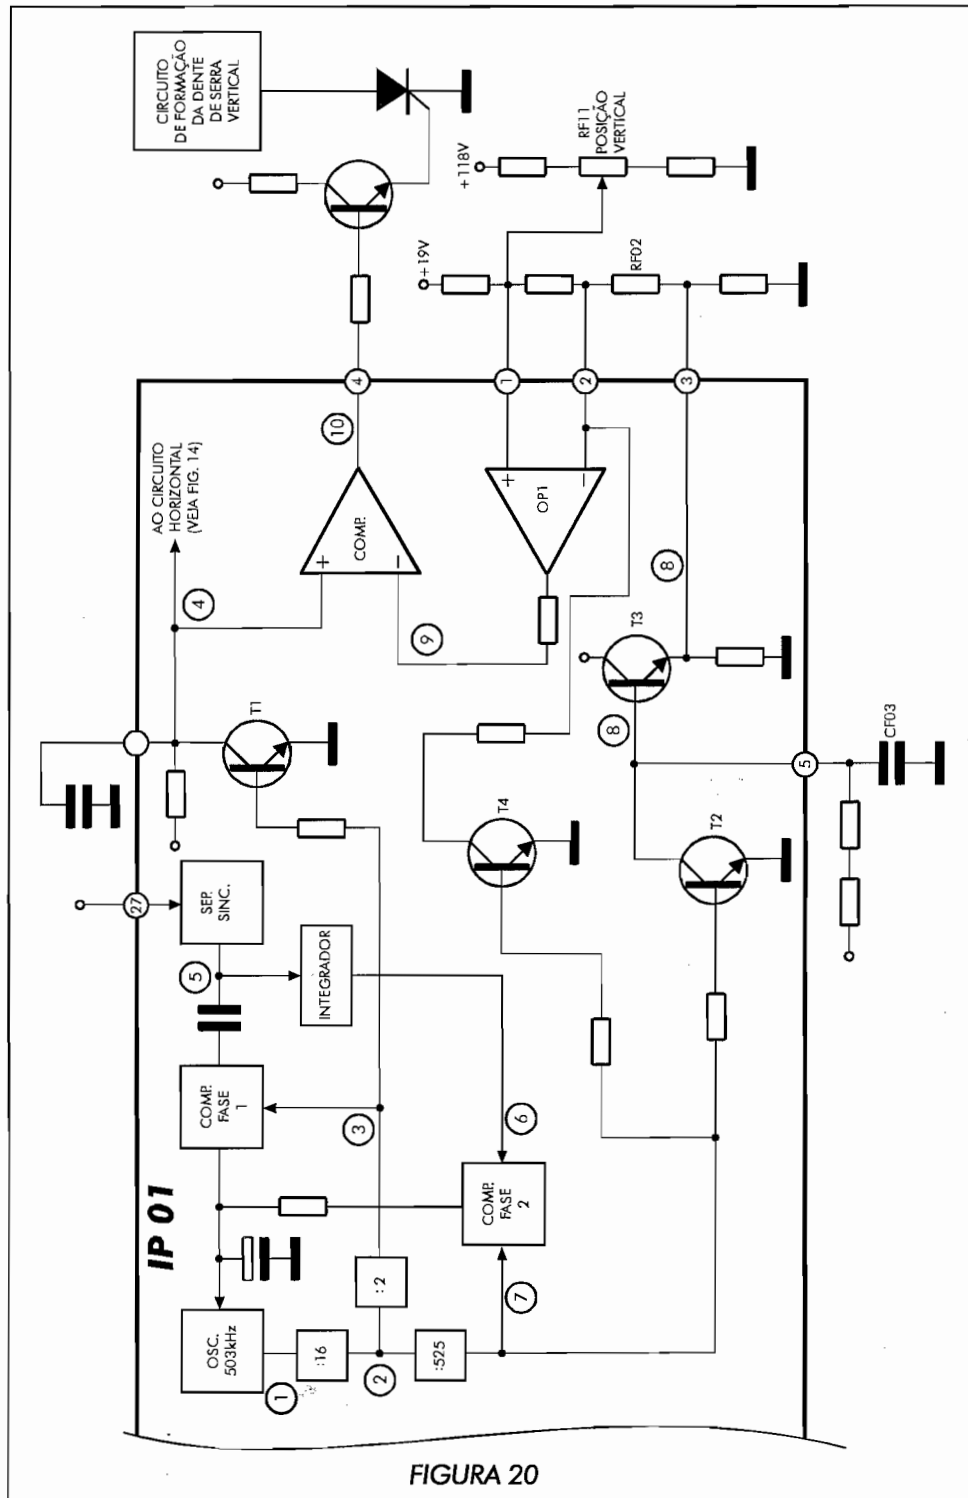 CIRCUITO
DE FORMAÇÃO
DA DENTE
DE SERRA
VERTICAL
+118V
RF11
POSIÇÃO
VERTICAL
+19V
RF02
4
1
2
3
AO CIRCUITO
HORIZONTAL
(VEJA FIG. 14)
10
COMP.
+
−
OP1
+
−
4
9
8
T3
8
T1
T4
T2
5
CF03
27
SEP.
SINC.
5
INTEGRADOR
COMP.
FASE
1
3
6
COMP.
FASE
2
7
IP 01
OSC.
503kHz
1
:16
2
:2
:525
FIGURA 20